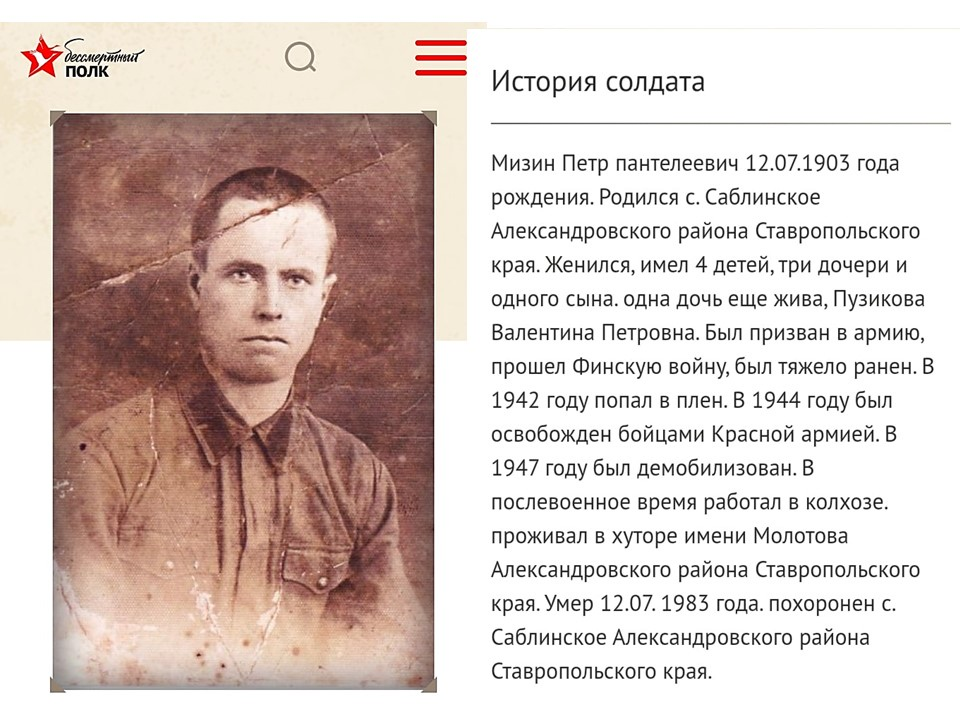 бессмертный
ПОЛК
История солдата
Мизин Петр пантелеевич 12.07.1903 года
рождения. Родился с. Саблинское
Александровского района Ставропольского
края. Женился, имел 4 детей, три дочери и
одного сына. одна дочь еще жива, Пузикова
Валентина Петровна. Был призван в армию,
прошел Финскую войну, был тяжело ранен. В
1942 году попал в плен. В 1944 году был
освобожден бойцами Красной армией. В
1947 году был демобилизован. В
послевоенное время работал в колхозе.
проживал в хуторе имени Молотова
Александровского района Ставропольского
края. Умер 12.07. 1983 года. похоронен с.
Саблинское Александровского района
Ставропольского края.